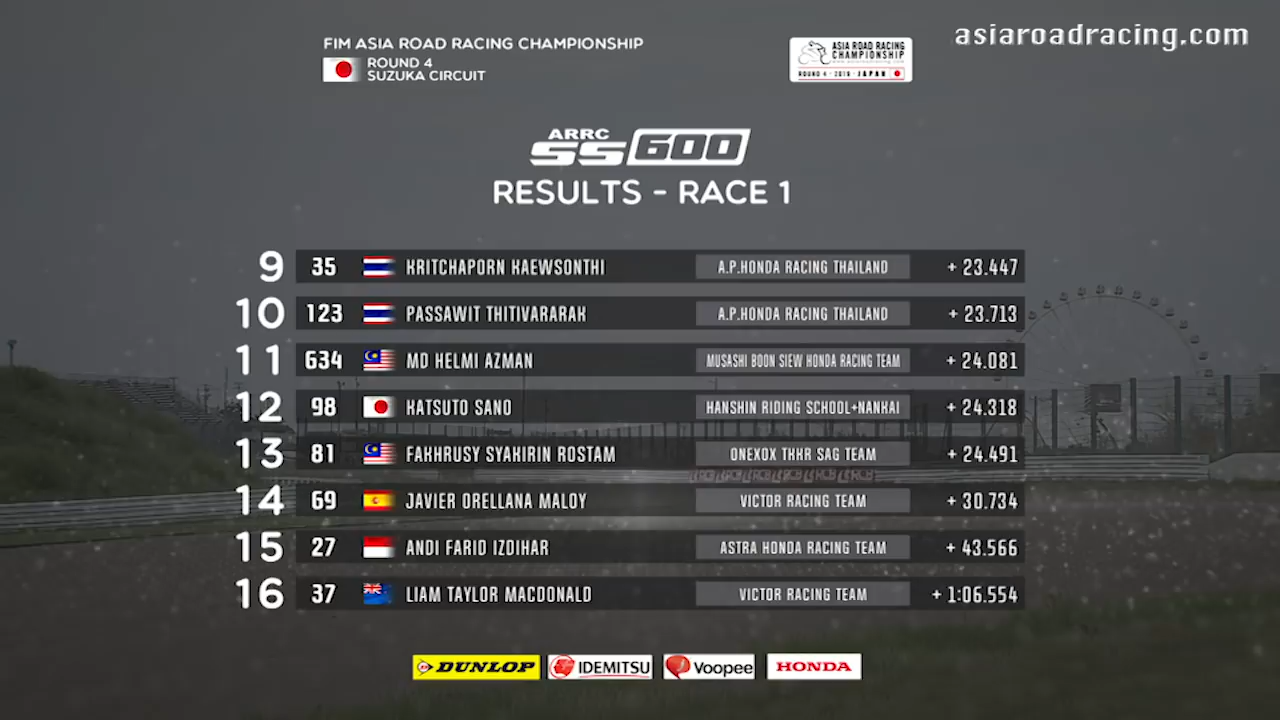 asiaroadracing.com
FIM ASIA ROAD RACING CHAMPIONSHIP
ROUND 4
SUZUKA CIRCUIT
ASIA ROAD RACING
CHAMPIONSHIP
ROUND 4 - 2019 - JAPAN
ARRC
SS600
RESULTS - RACE 1
9 35 KRITCHAPORN KAEWSONTHI A.P.HONDA RACING THAILAND + 23.447
10 123 PASSAWIT THITIVARARAK A.P.HONDA RACING THAILAND + 23.713
11 634 MD HELMI AZMAN MUSASHI BOON SIEW HONDA RACING TEAM + 24.081
12 98 KATSUTO SANO HANSHIN RIDING SCHOOL+NANKAI + 24.318
13 81 FAKHRUSY SYAKIRIN ROSTAM ONEXOX TKKR SAG TEAM + 24.491
14 69 JAVIER ORELLANA MALOY VICTOR RACING TEAM + 30.734
15 27 ANDI FARID IZDIHAR ASTRA HONDA RACING TEAM + 43.566
16 37 LIAM TAYLOR MACDONALD VICTOR RACING TEAM + 1:06.554
DUNLOP IDEMITSU Voopee HONDA